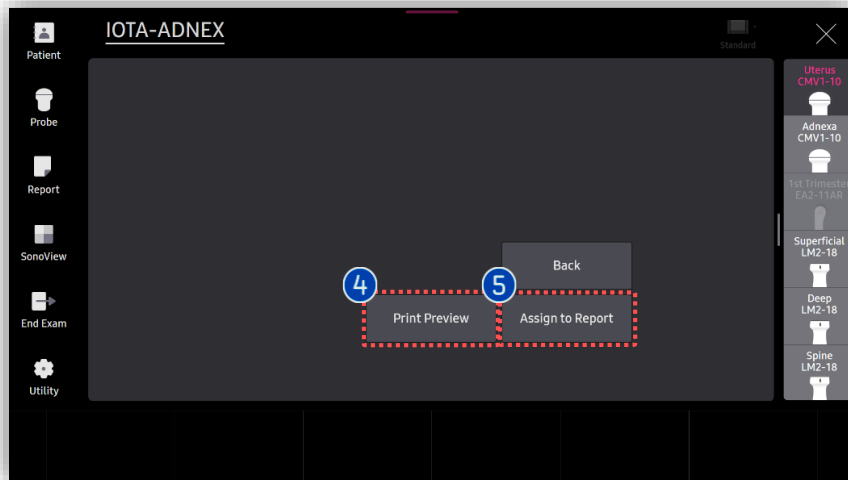 IOTA-ADNEX
Standard
Patient
Probe
Report
SonoView
End Exam
Utility
4
5
Back
Print Preview
Assign to Report
Uterus
CMV1-10
Adnexa
CMV1-10
1st Trimester
EA2-11AR
Superficial
LM2-18
Deep
LM2-18
Spine
LM2-18